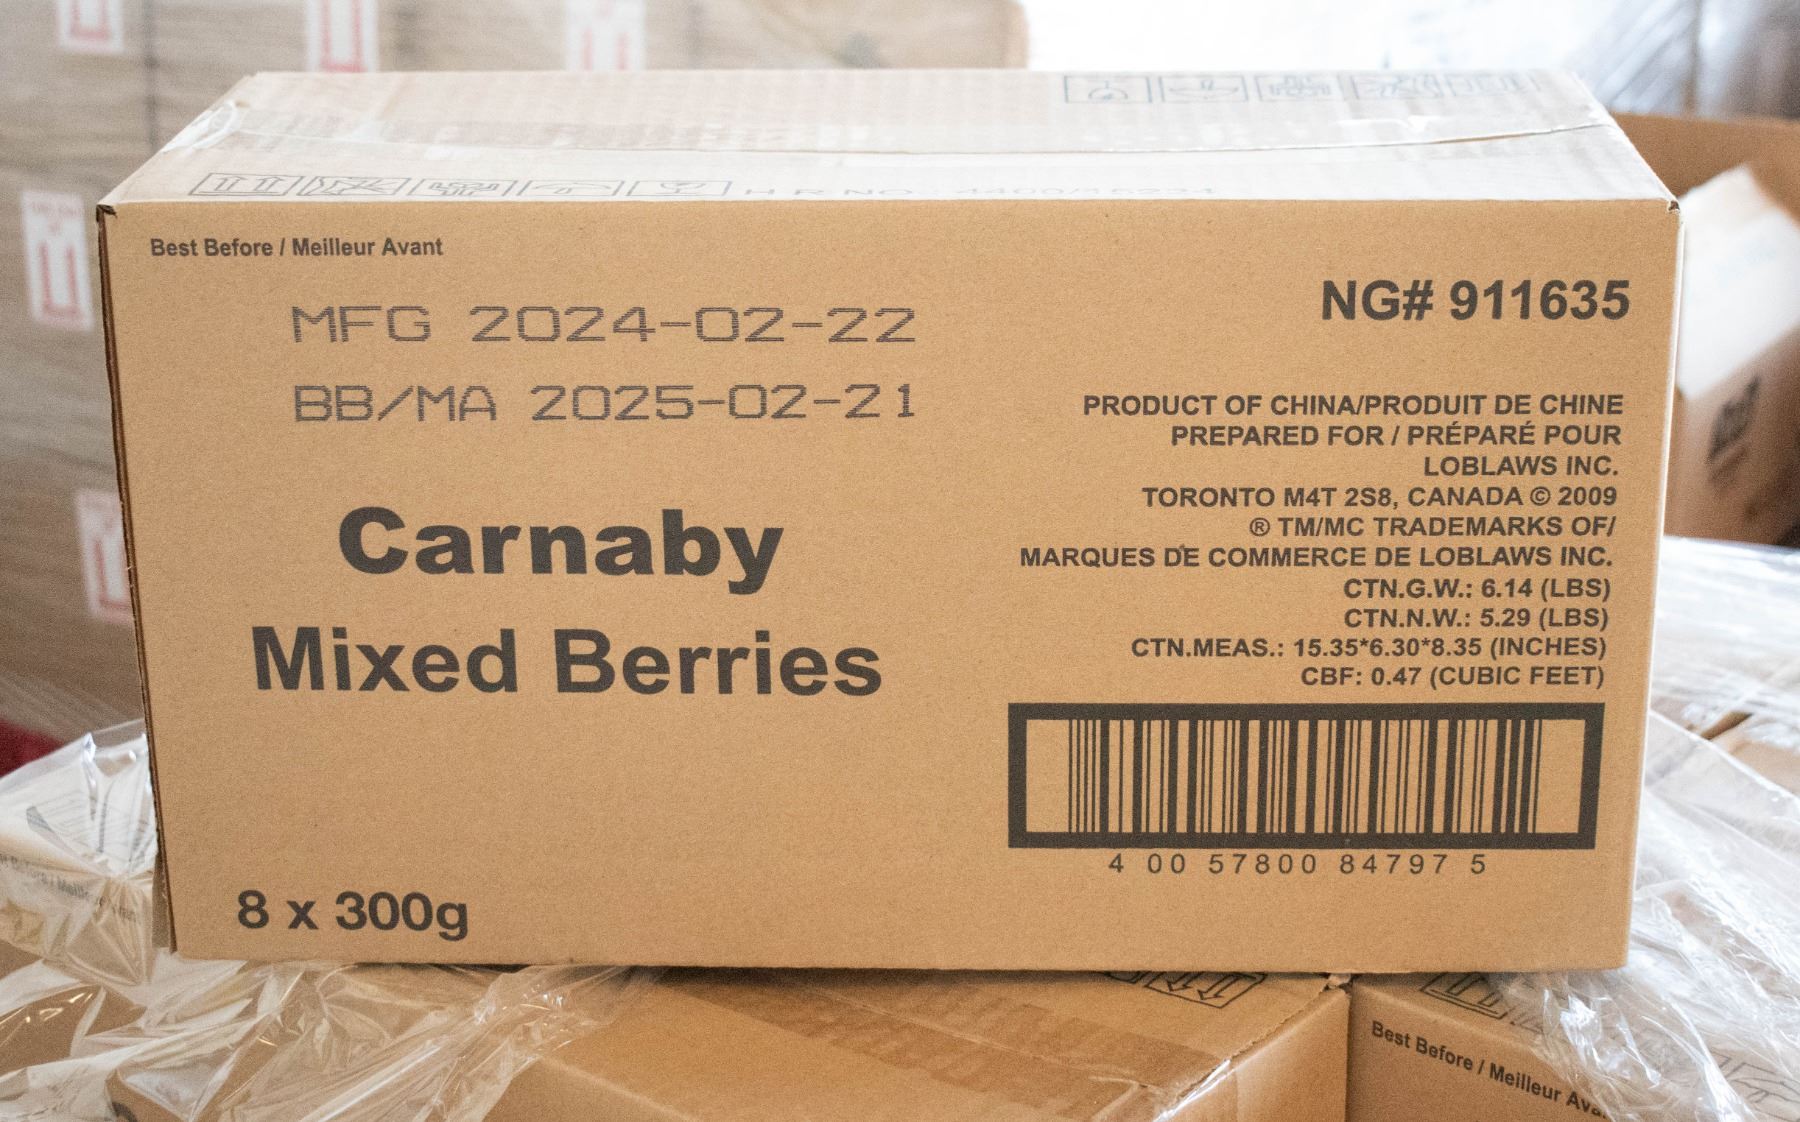 Best Before / Meilleur Avant
MFG 2024-02-22
BB/MA 2025-02-21
Carnaby
Mixed Berries
8 x 300g
NG# 911635
PRODUCT OF CHINA/PRODUIT DE CHINE
PREPARED FOR / PRÉPARÉ POUR
LOBLAWS INC.
TORONTO M4T 2S8, CANADA © 2009
® TM/MC TRADEMARKS OF/
MARQUES DE COMMERCE DE LOBLAWS INC.
CTN.G.W.: 6.14 (LBS)
CTN.N.W.: 5.29 (LBS)
CTN.MEAS.: 15.35*6.30*8.35 (INCHES)
CBF: 0.47 (CUBIC FEET)
4 00 57800 84797 5
Best Before / Meilleur